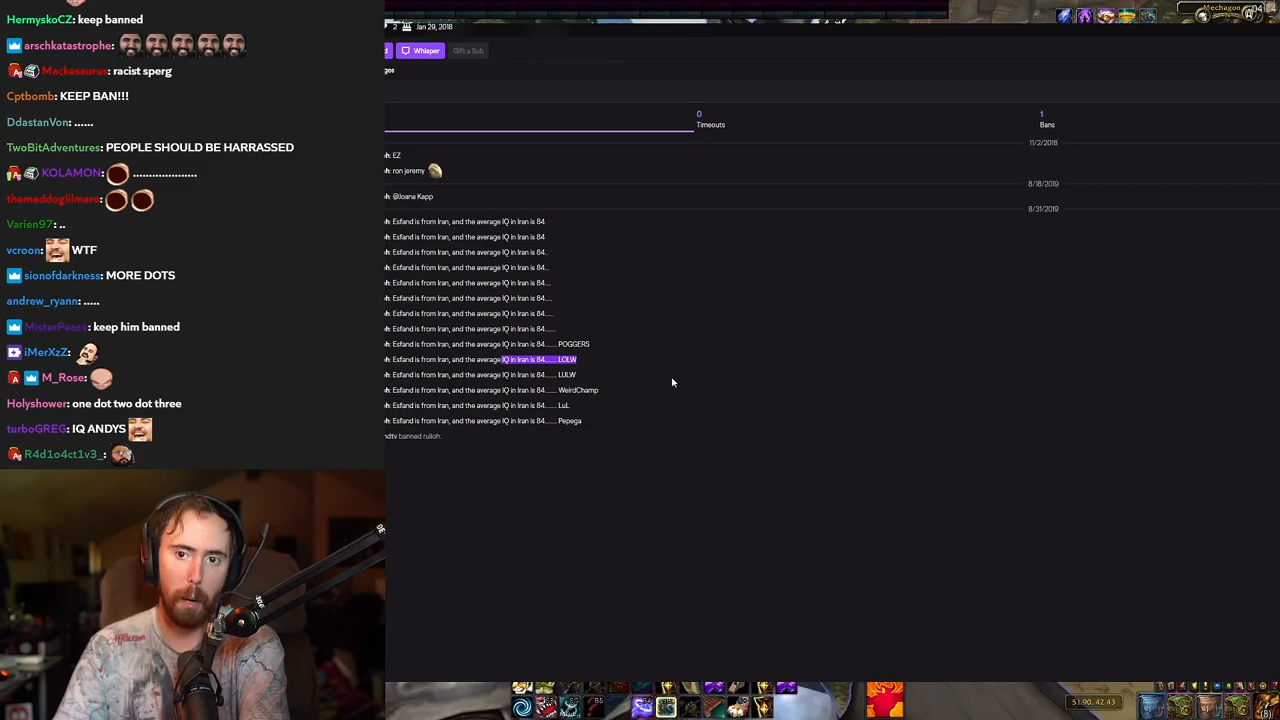 HermyskoCZ: keep banned
arschkatastrophe:
Mackesaurus: racist sperg
Cptbomb: KEEP BAN!!!
DdastanVon: ......
TwoBitAdventures: PEOPLE SHOULD BE HARRASSED
KOLAMON: ...................
themaddoglilmaro:
Varien97: ..
vcroon: WTF
sionofdarkness: MORE DOTS
andrew_ryann: .....
MisterPeace: keep him banned
iMerXzZ:
M_Rose:
Holyshower: one dot two dot three
turboGREG: IQ ANDYS
R4d1o4ct1v3_:
2 Jan 29, 2018
Whisper Gift a Sub
ges
0
Timeouts
1
Bans
11/2/2018
h: EZ
h: ron jeremy
8/18/2019
h: @Joana Kapp
8/31/2019
h: Esfand is from Iran, and the average IQ in Iran is 84
h: Esfand is from Iran, and the average IQ in Iran is 84
h: Esfand is from Iran, and the average IQ in Iran is 84..
h: Esfand is from Iran, and the average IQ in Iran is 84...
h: Esfand is from Iran, and the average IQ in Iran is 84....
h: Esfand is from Iran, and the average IQ in Iran is 84.....
h: Esfand is from Iran, and the average IQ in Iran is 84......
h: Esfand is from Iran, and the average IQ in Iran is 84.......
h: Esfand is from Iran, and the average IQ in Iran is 84........ POGGERS
h: Esfand is from Iran, and the average IQ in Iran is 84........ LOLW
h: Esfand is from Iran, and the average IQ in Iran is 84........ LULW
h: Esfand is from Iran, and the average IQ in Iran is 84........ WeirdChamp
h: Esfand is from Iran, and the average IQ in Iran is 84........ LuL
h: Esfand is from Iran, and the average IQ in Iran is 84........ Pepega
ndtv banned rulioh.
51.90, 42.43